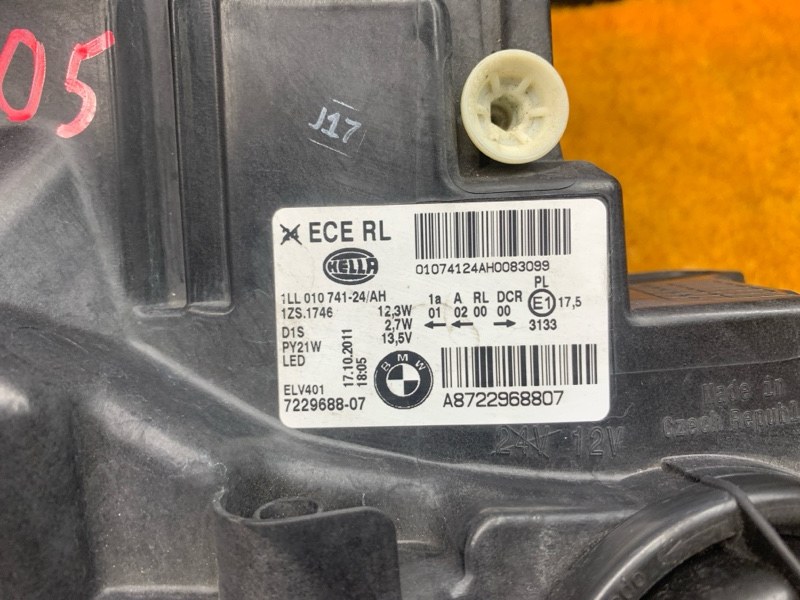 05
J17
24 ECE RL
HELLA
01074124AH0083099
1LL 010 741-24/AH
1ZS.1746
D1S
PY21W
LED
12,3W
2,7W
13,5V
17.10.2011
18:05
1a A RL DCR PL
01 02 00 00 E1 17,5
3133
BMW
ELV401
7229688-07
A8722968807
24V 12V
Made in
Czech Republic